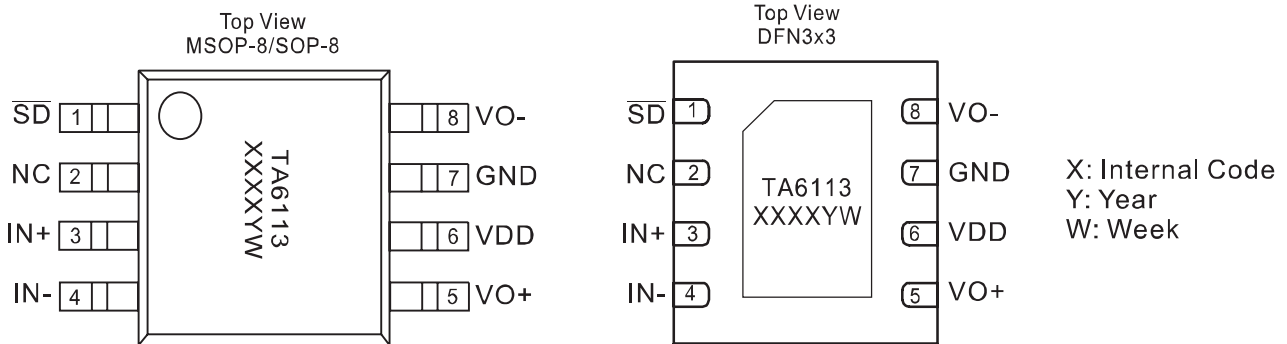 Top View
MSOP-8/SOP-8
S̅D̅ 1
NC 2
IN+ 3
IN- 4
TA6113
XXXXYW
8 VO-
7 GND
6 VDD
5 VO+
Top View
DFN3x3
S̅D̅ 1
NC 2
IN+ 3
IN- 4
TA6113
XXXXYW
8 VO-
7 GND
6 VDD
5 VO+
X: Internal Code
Y: Year
W: Week